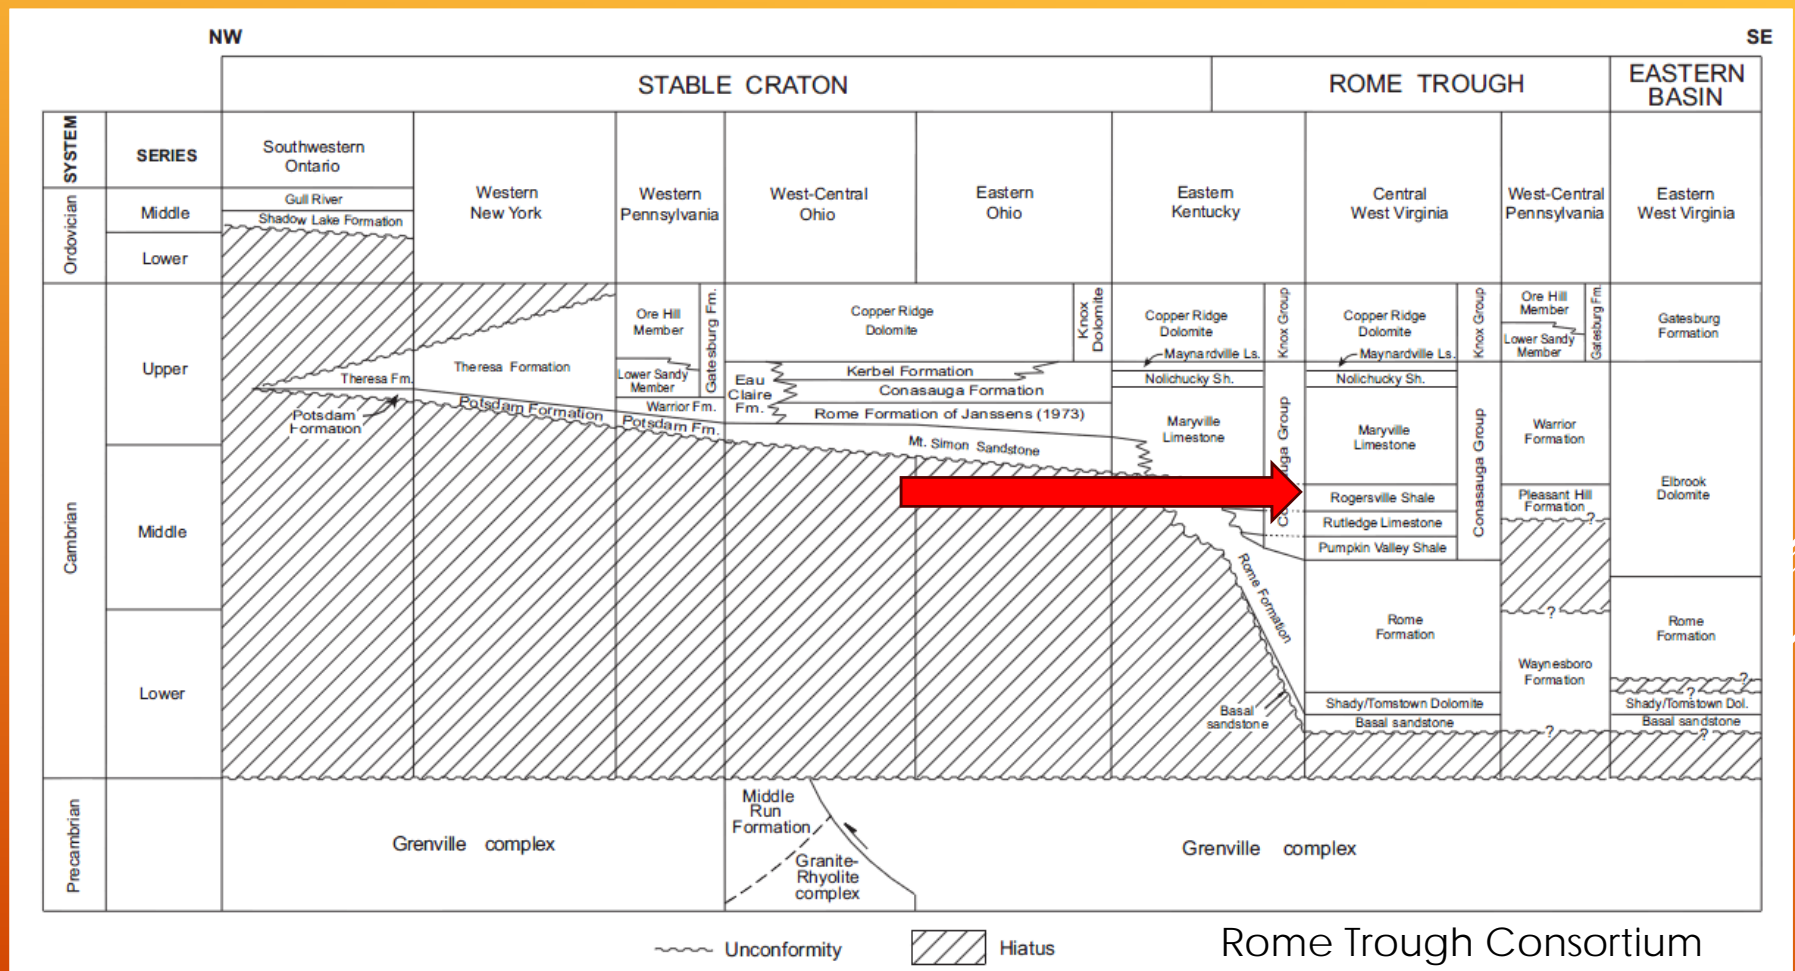 NW
SE
STABLE CRATON
ROME TROUGH
EASTERN
BASIN
SYSTEM
SERIES
Southwestern
Ontario
Western
New York
Western
Pennsylvania
West-Central
Ohio
Eastern
Ohio
Eastern
Kentucky
Central
West Virginia
West-Central
Pennsylvania
Eastern
West Virginia
Ordovician
Middle
Lower
Gull River
Shadow Lake Formation
Cambrian
Upper
Middle
Lower
Theresa Fm.
Potsdam
Formation
Theresa Formation
Potsdam Formation
Ore Hill
Member
Lower Sandy
Member
Gatesburg Fm.
Warrior Fm.
Potsdam Fm.
Copper Ridge
Dolomite
Knox
Dolomite
Eau
Claire
Fm.
Kerbel Formation
Conasauga Formation
Rome Formation of Janssens (1973)
Mt. Simon Sandstone
Copper Ridge
Dolomite
Maynardville Ls.
Nolichucky Sh.
Maryville
Limestone
Knox Group
uga Group
Rome Formation
Basal
sandstone
Copper Ridge
Dolomite
Maynardville Ls.
Nolichucky Sh.
Maryville
Limestone
Rogersville Shale
Rutledge Limestone
Pumpkin Valley Shale
Knox Group
Conasauga Group
Rome
Formation
Shady/Tomstown Dolomite
Basal sandstone
Ore Hill
Member
Lower Sandy
Member
Gatesburg Fm.
Warrior
Formation
Pleasant Hill
Formation
?
?
Waynesboro
Formation
?
Gatesburg
Formation
Elbrook
Dolomite
Rome
Formation
?
?
Shady/Tomstown Dol.
Basal sandstone
?
Precambrian
Grenville complex
Middle
Run
Formation
Granite-
Rhyolite
complex
Grenville complex
Unconformity
Hiatus
Rome Trough Consortium